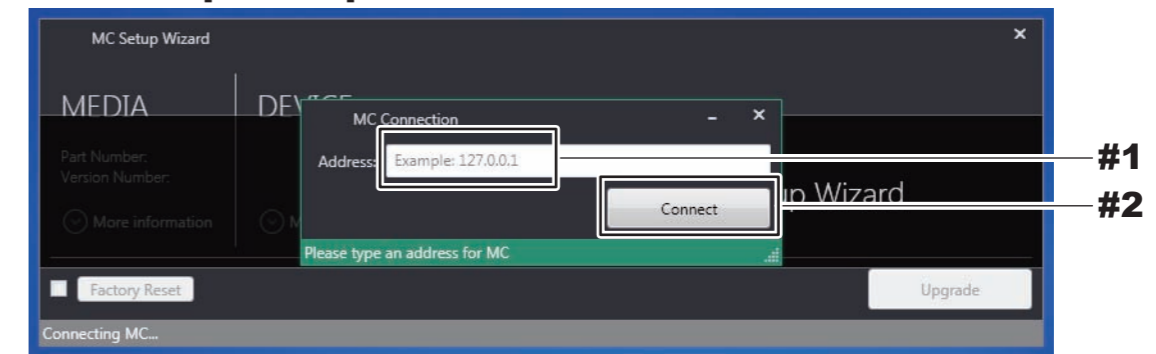 MC Setup Wizard
MEDIA
MC Connection
Address:
Example: 127.0.0.1
#1
Part Number:
Version Number:
Wizard
Connect
#2
More information
Please type an address for MC
Factory Reset
Upgrade
Connecting MC...